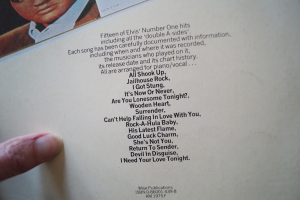 Fifteen of Elvis' Number One hits
including all the 'double A-sides'.
Each song has been carefully documented with information,
including when and where it was recorded,
The musicians who played on it,
its release date and its chart history.
All are arranged for piano/vocal . . .
All Shook Up,
Jailhouse Rock,
I Got Stung,
It's Now Or Never,
Are You Lonesome Tonight?,
Wooden Heart,
Surrender,
Can't Help Falling In Love With You,
Rock-A-Hula Baby,
His Latest Flame,
Good Luck Charm,
She's Not You,
Return To Sender,
Devil In Disguise,
I Need Your Love Tonight.
Wise Publications
ISBN